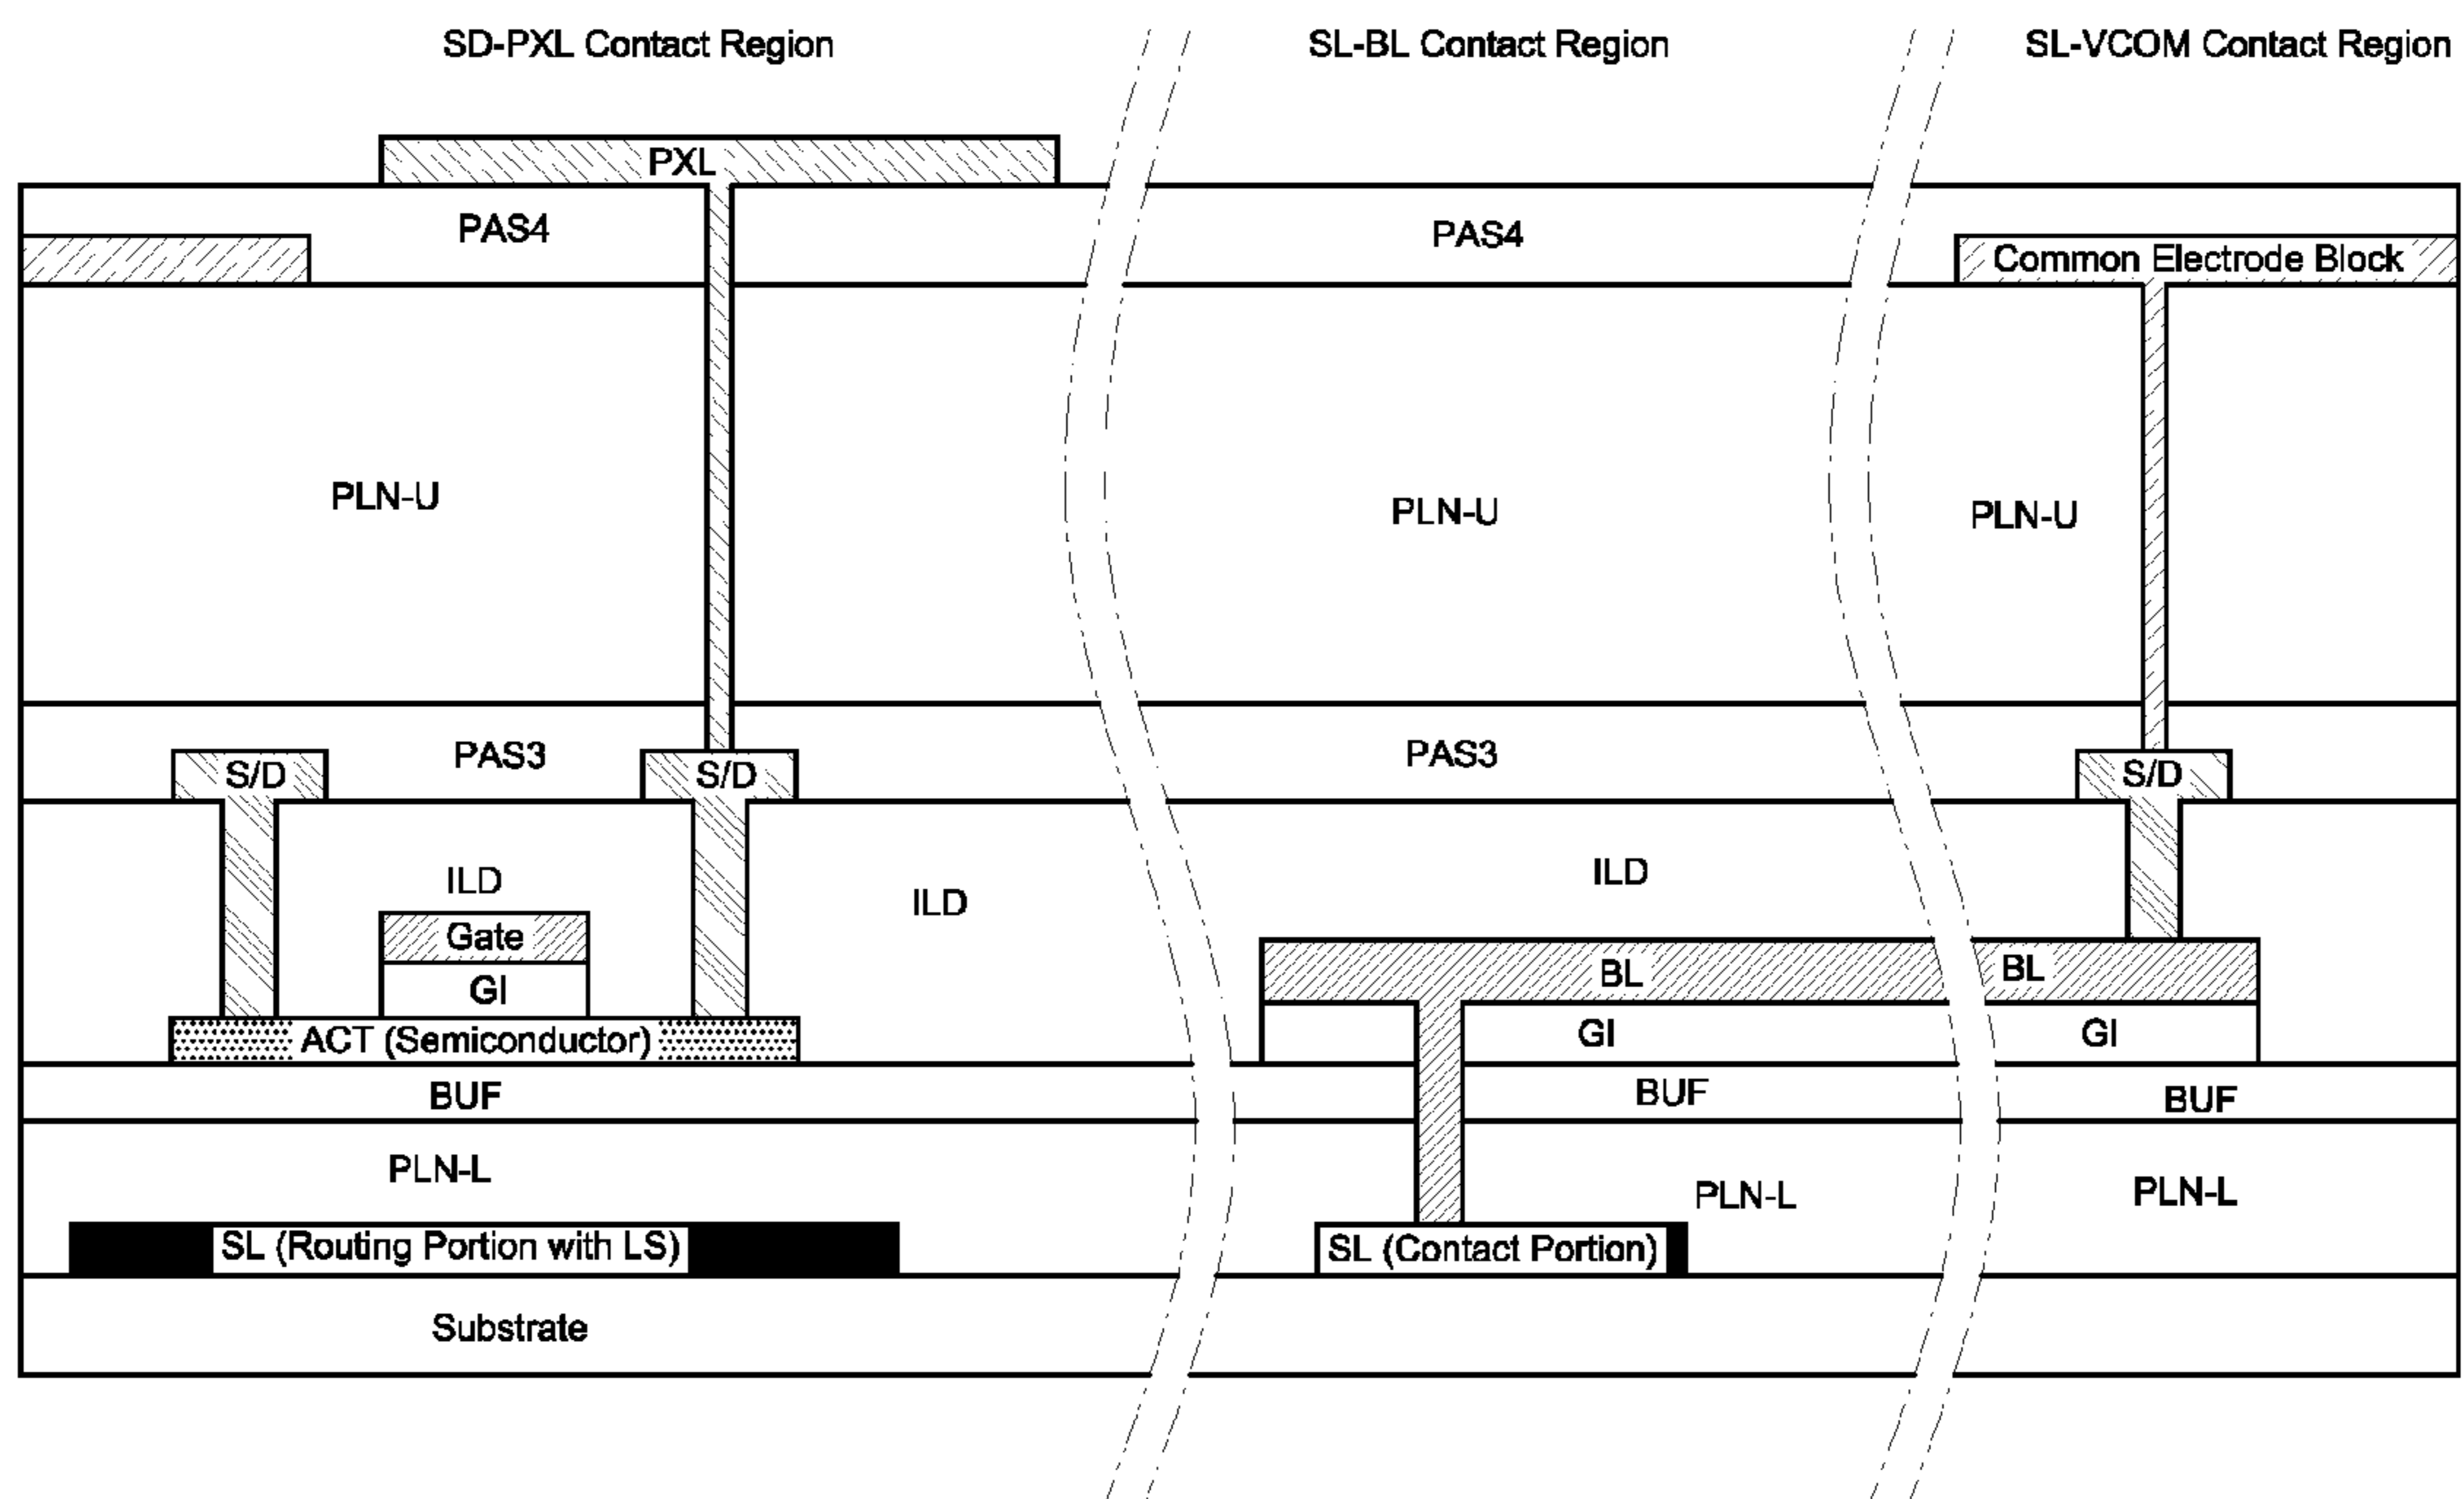 SD-PXL Contact Region
SL-BL Contact Region
SL-VCOM Contact Region
PXL
PAS4
PAS4
Common Electrode Block
PLN-U
PLN-U
PLN-U
PAS3
PAS3
S/D
S/D
S/D
ILD
ILD
ILD
Gate
BL
BL
GI
GI
GI
ACT (Semiconductor)
BUF
BUF
BUF
PLN-L
PLN-L
PLN-L
SL (Routing Portion with LS)
SL (Contact Portion)
Substrate